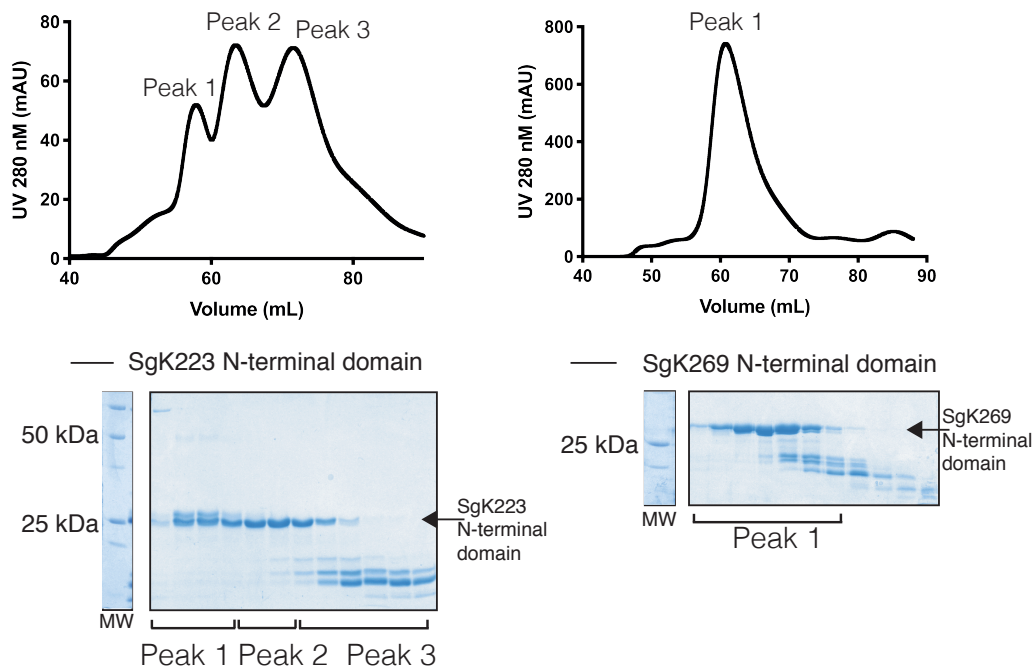 80
60
40
20
0
UV 280 nM (mAU)
Peak 1
Peak 2
Peak 3
40
60
80
Volume (mL)
SgK223 N-terminal domain
50 kDa
25 kDa
MW
SgK223
N-terminal
domain
Peak 1
Peak 2
Peak 3
800
600
400
200
0
UV 280 nM (mAU)
Peak 1
40
50
60
70
80
90
Volume (mL)
SgK269 N-terminal domain
25 kDa
MW
SgK269
N-terminal
domain
Peak 1